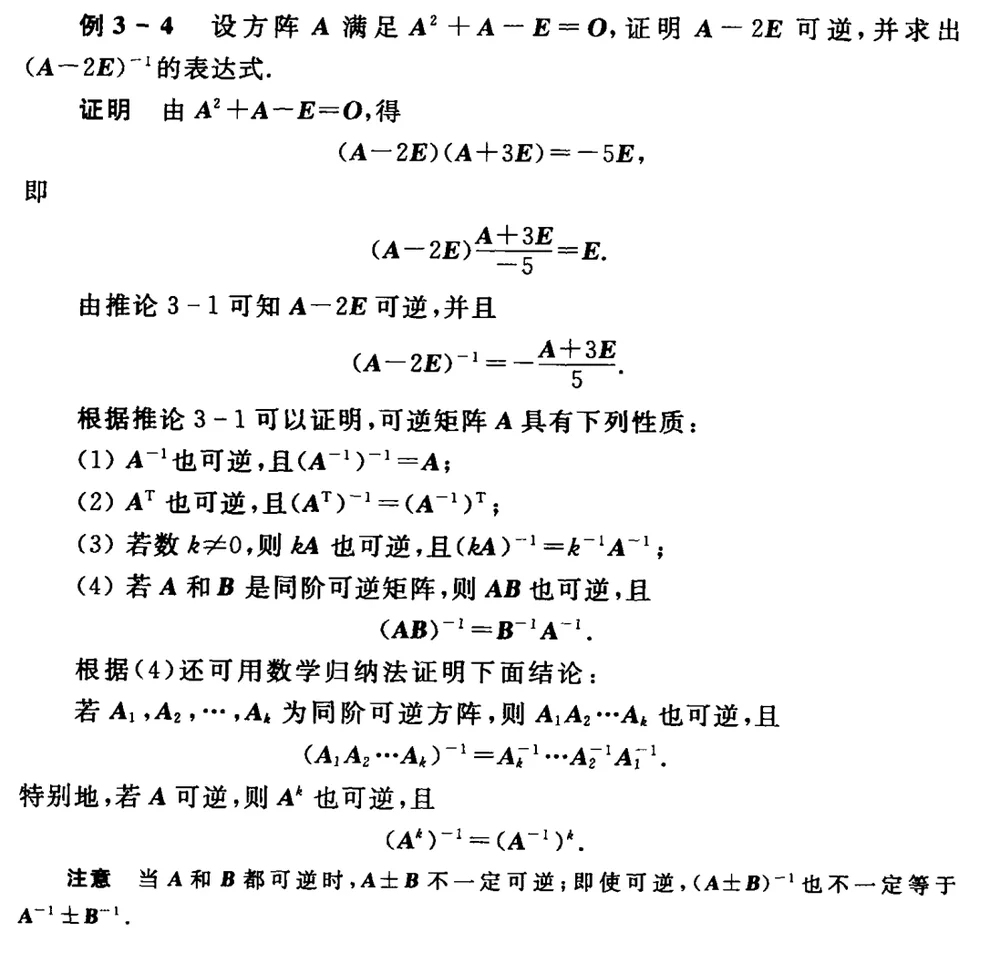 例3-4 设方阵 A 满足 A² + A - E = O,证明 A - 2E 可逆,并求出
(A-2E)⁻¹的表达式.
证明 由 A²+A-E=O,得
(A-2E)(A+3E)=-5E,
即
(A-2E)\frac{A+3E}{-5}=E.
由推论 3-1 可知 A-2E 可逆,并且
(A-2E)⁻¹=-\frac{A+3E}{5}.
根据推论 3-1 可以证明,可逆矩阵 A 具有下列性质:
(1) A⁻¹也可逆,且(A⁻¹)⁻¹=A;
(2) Aᵀ 也可逆,且(Aᵀ)⁻¹=(A⁻¹)ᵀ;
(3) 若数 k≠0,则 kA 也可逆,且(kA)⁻¹=k⁻¹A⁻¹;
(4) 若 A 和 B 是同阶可逆矩阵,则 AB 也可逆,且
(AB)⁻¹=B⁻¹A⁻¹.
根据(4)还可用数学归纳法证明下面结论:
若 A₁,A₂,…,Aₖ 为同阶可逆方阵,则 A₁A₂…Aₖ 也可逆,且
(A₁A₂…Aₖ)⁻¹=Aₖ⁻¹…A₂⁻¹A₁⁻¹.
特别地,若 A 可逆,则 Aᵏ 也可逆,且
(Aᵏ)⁻¹=(A⁻¹)ᵏ.
注意 当 A 和 B 都可逆时,A±B 不一定可逆;即使可逆,(A±B)⁻¹也不一定等于
A⁻¹±B⁻¹.